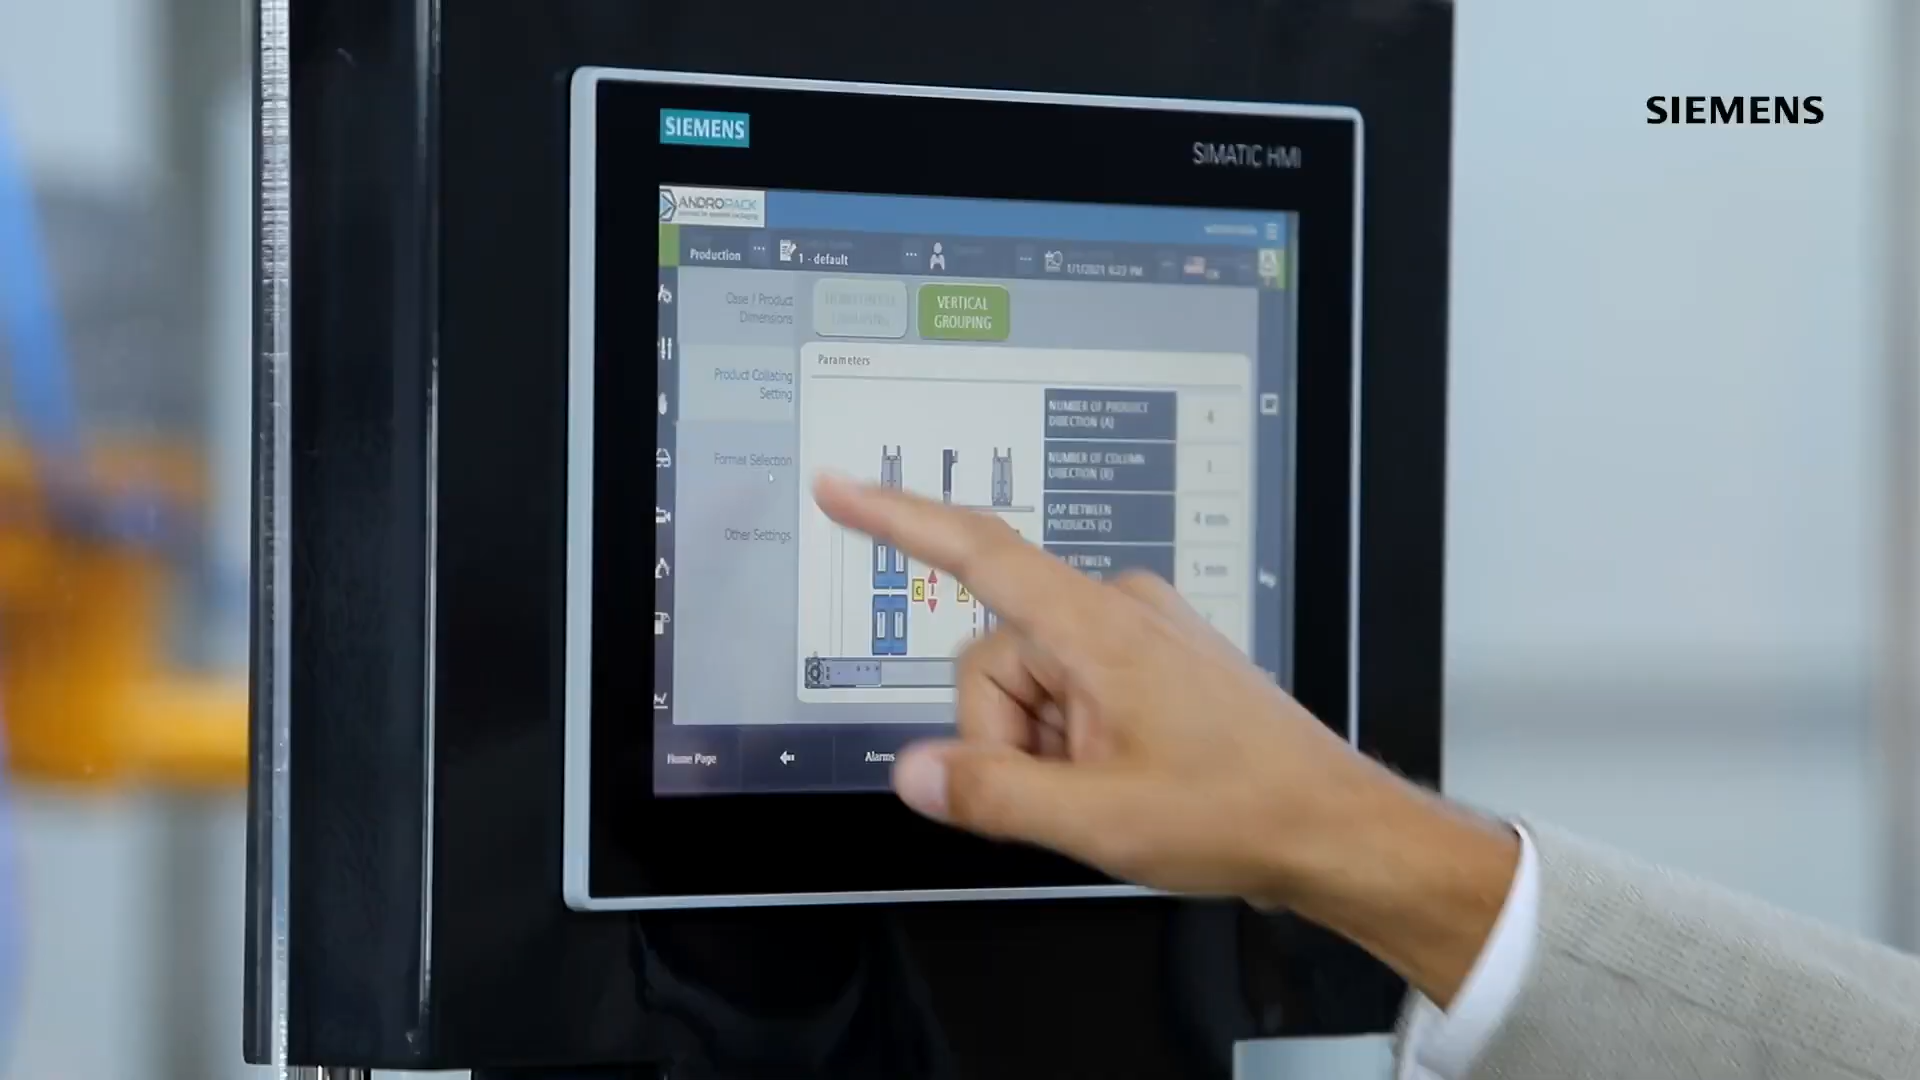 SIEMENS
SIEMENS
SIMATIC HMI
ANDROPACK
Production
1 - default
1/1/2021 6:23 PM
Case / Product
Dimensions
VERTICAL
GROUPING
Parameters
Product Collating
Setting
NUMBER OF PRODUCT
DIRECTION (A)
4
NUMBER OF COLUMN
DIRECTION (B)
1
Format Selection
GAP BETWEEN
PRODUCTS (C)
4 mm
Other Settings
BETWEEN
5 mm
C
A
Home Page
Alarms